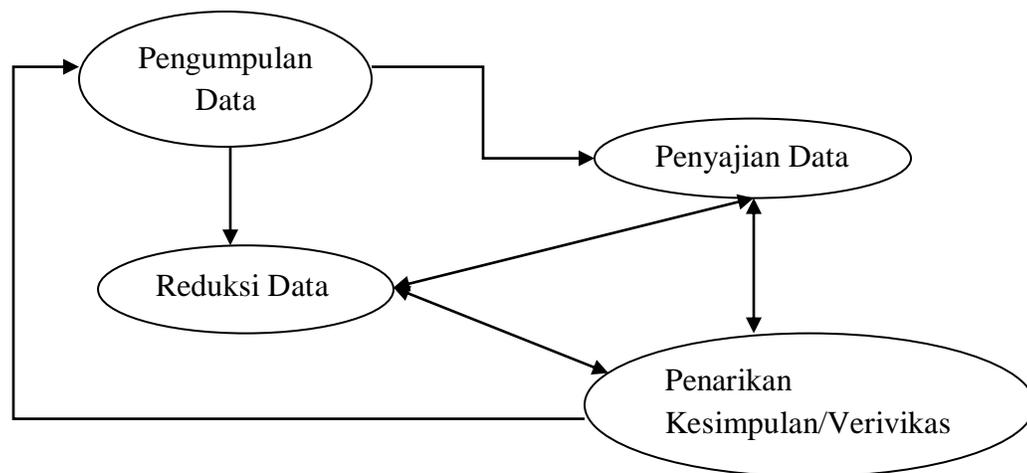 Pengumpulan
Data
Penyajian Data
Reduksi Data
Penarikan
Kesimpulan/Verivikas